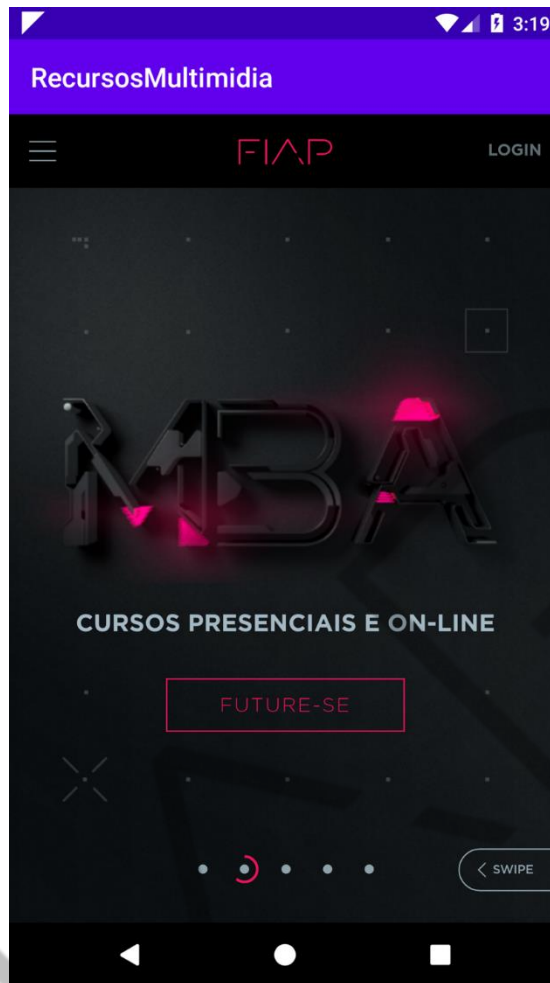 3:19
RecursosMultimidia
FIAP
LOGIN
MBA
CURSOS PRESENCIAIS E ON-LINE
FUTURE-SE
SWIPE